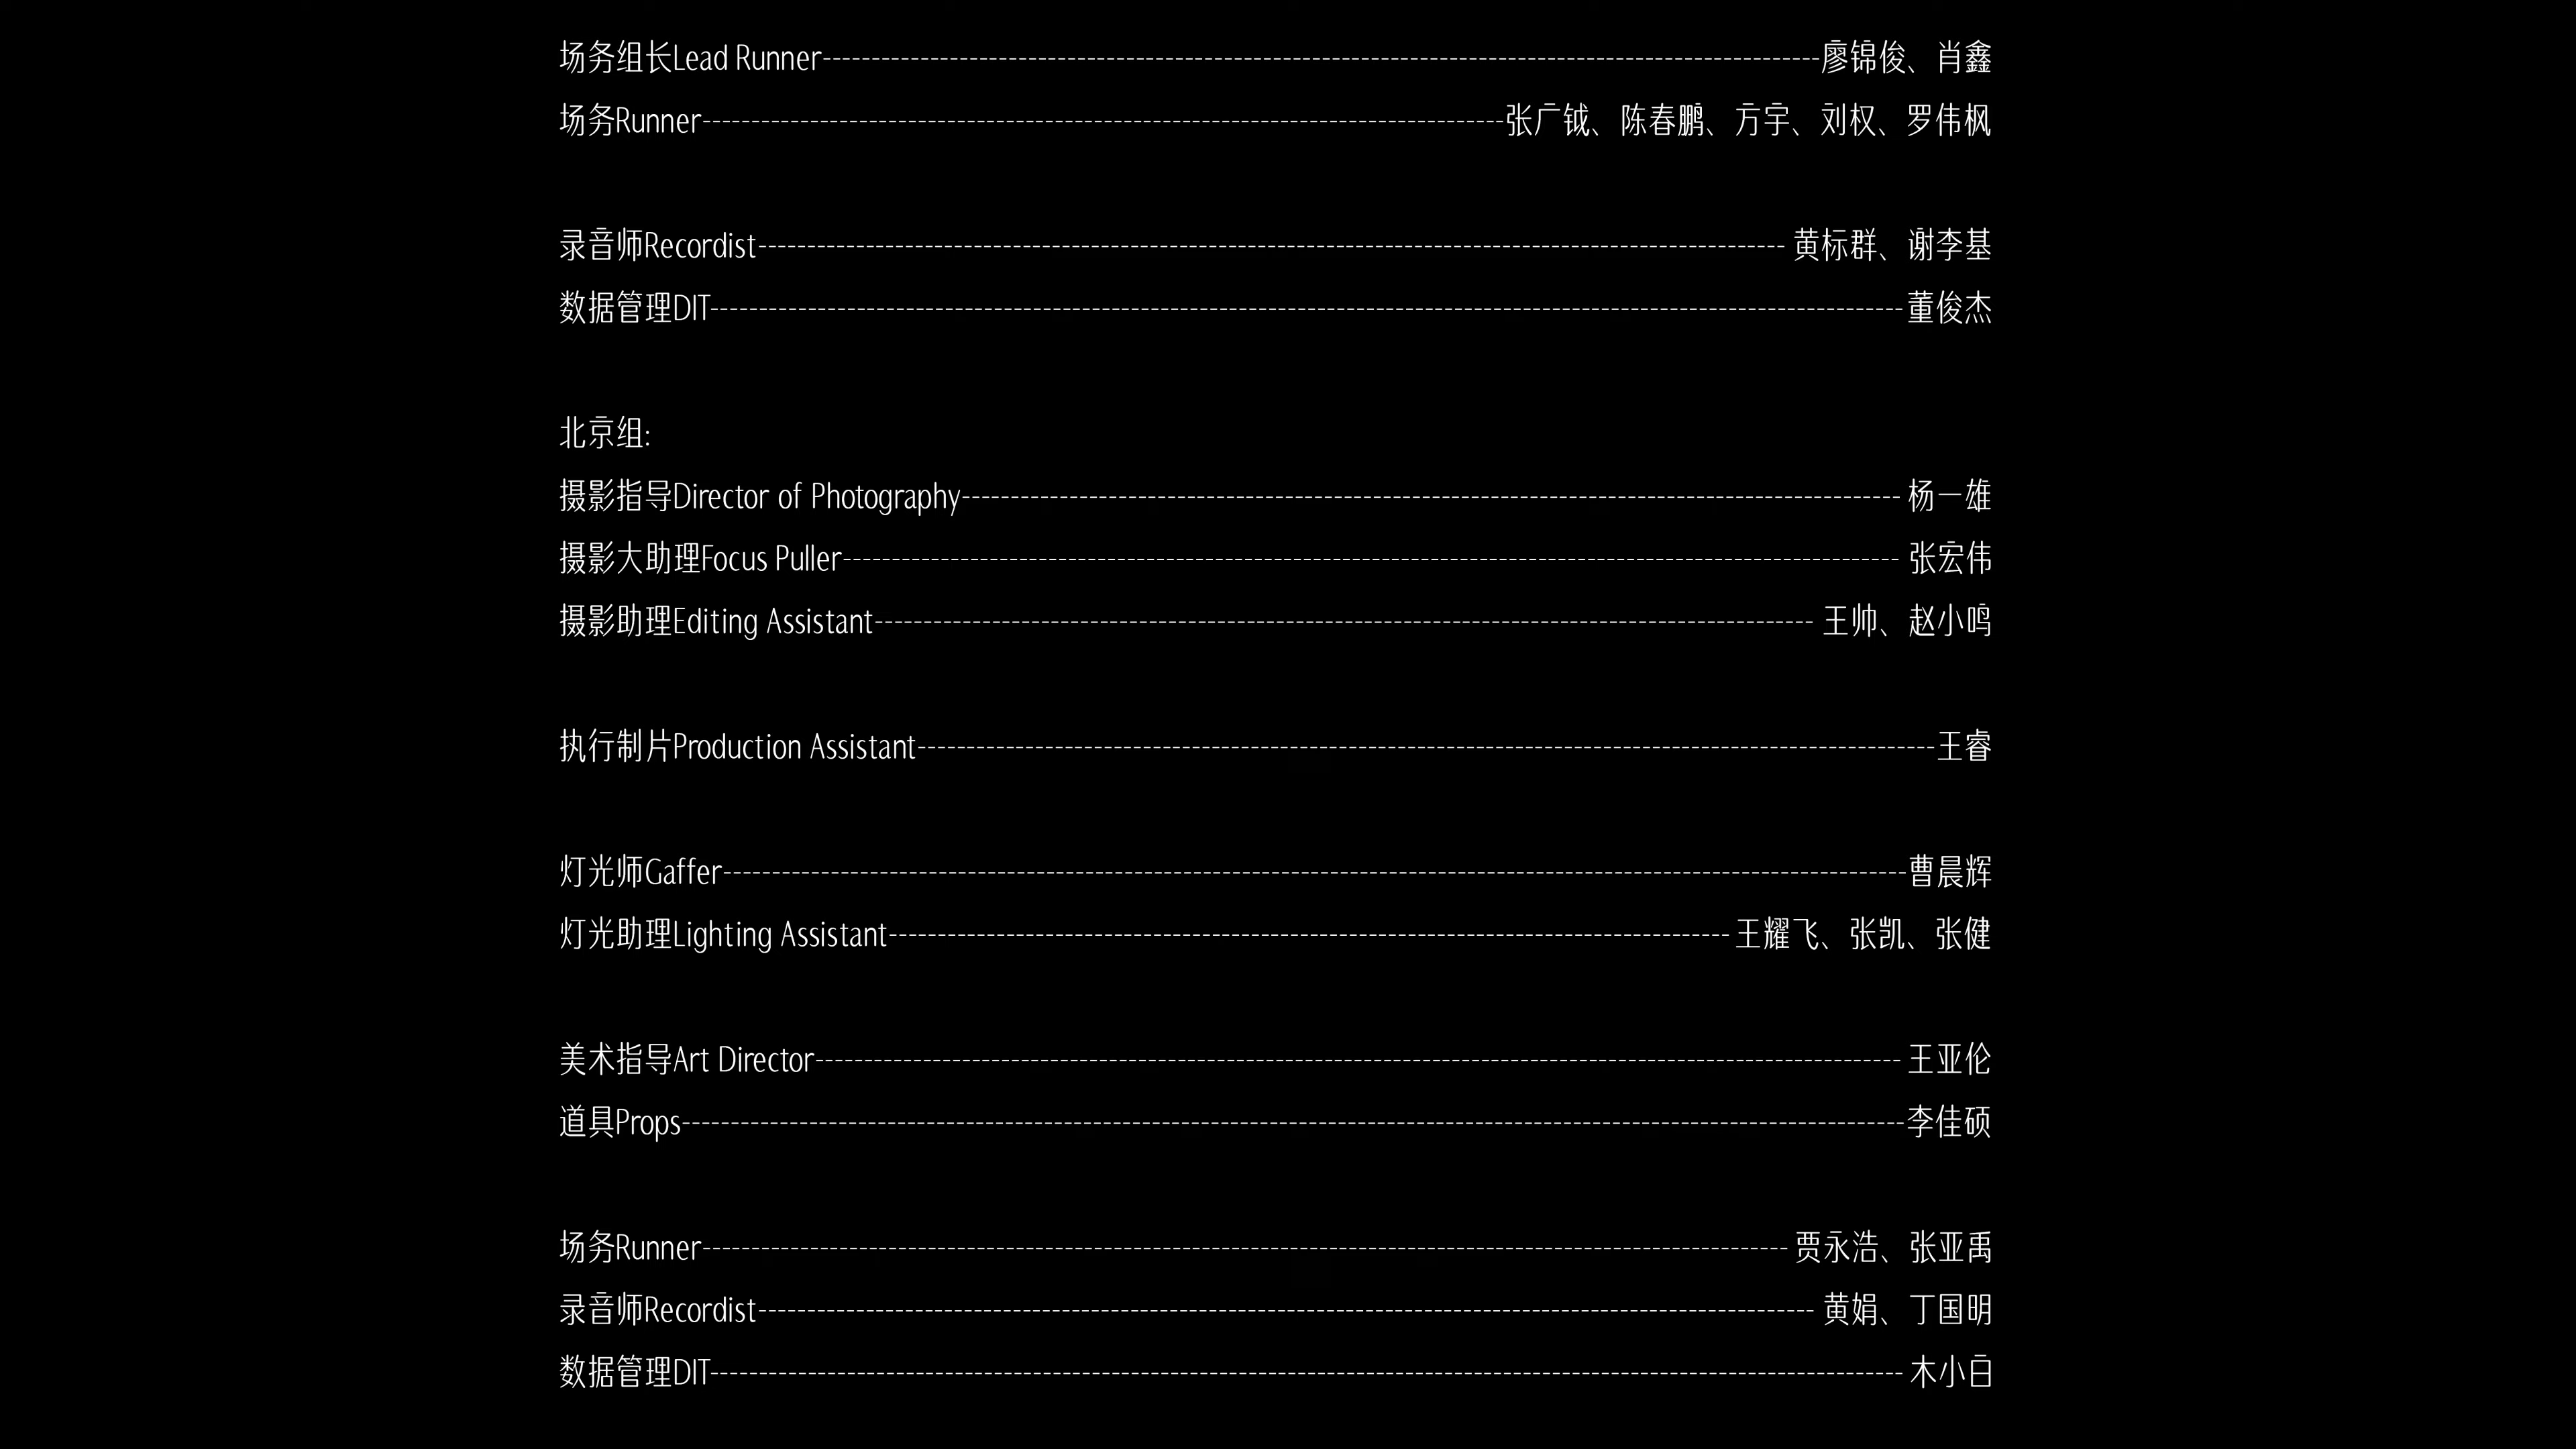 场务组长Lead Runner------------------------------------------------廖锦俊、肖鑫
场务Runner------------------------------------------------张广钺、陈春鹏、方宇、刘权、罗伟枫
录音师Recordist------------------------------------------------ 黄标群、谢李基
数据管理DIT------------------------------------------------ 董俊杰
北京组:
摄影指导Director of Photography------------------------------------------------ 杨一雄
摄影大助理Focus Puller------------------------------------------------ 张宏伟
摄影助理Editing Assistant------------------------------------------------ 王帅、赵小鸣
执行制片Production Assistant------------------------------------------------王睿
灯光师Gaffer------------------------------------------------曹晨辉
灯光助理Lighting Assistant------------------------------------------------ 王耀飞、张凯、张健
美术指导Art Director------------------------------------------------ 王亚伦
道具Props------------------------------------------------李佳硕
场务Runner------------------------------------------------ 贾永浩、张亚禹
录音师Recordist------------------------------------------------ 黄娟、丁国明
数据管理DIT------------------------------------------------ 木小白